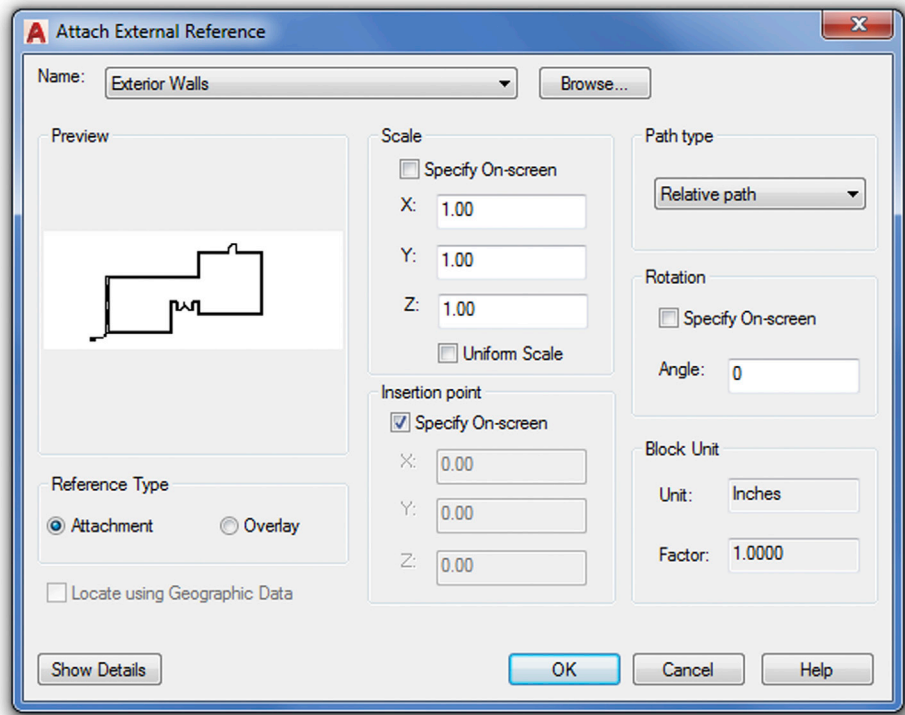 Attach External Reference
Name: Exterior Walls Browse...
Preview
Scale
Specify On-screen
X: 1.00
Y: 1.00
Z: 1.00
Uniform Scale
Path type
Relative path
Rotation
Specify On-screen
Angle: 0
Insertion point
Specify On-screen
X: 0.00
Y: 0.00
Z: 0.00
Block Unit
Unit: Inches
Factor: 1.0000
Reference Type
Attachment Overlay
Locate using Geographic Data
Show Details OK Cancel Help